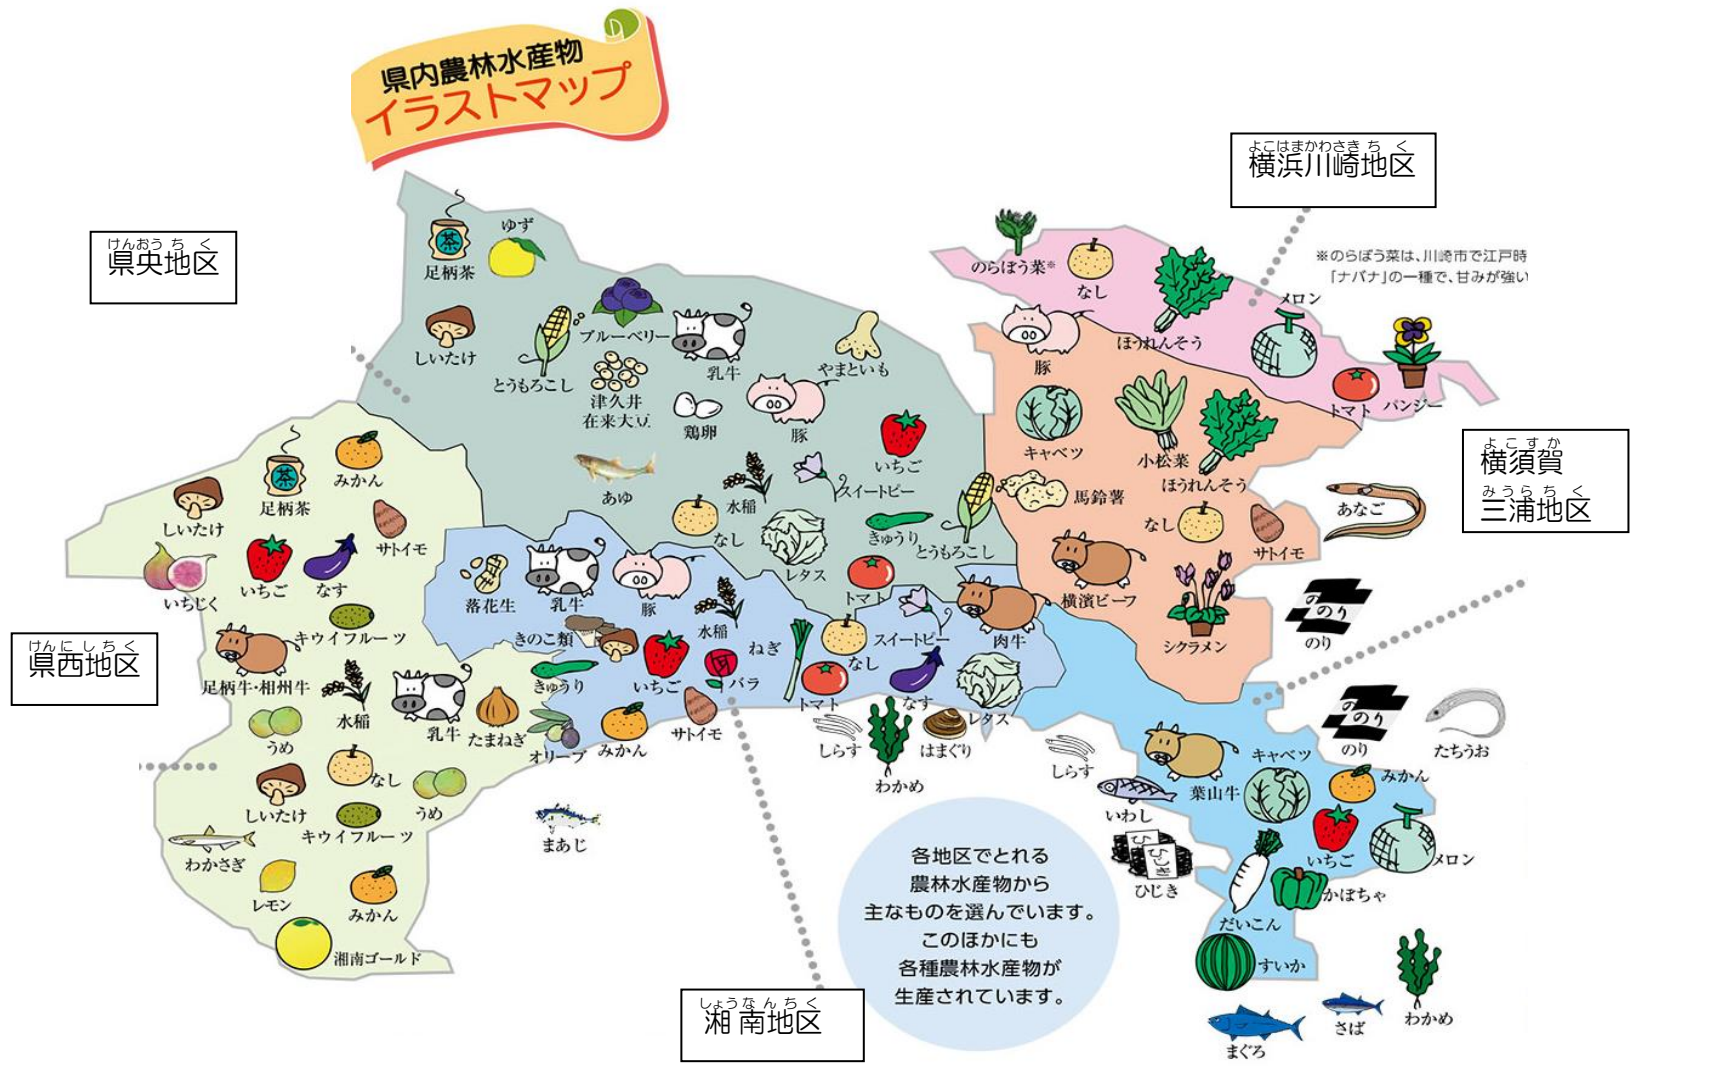 県内農林水産物
イラストマップ
よこはまかわさきちく
横浜川崎地区
けんおうちく
県央地区
※のらぼう菜は、川崎市で江戸時
「ナバナ」の一種で、甘みが強い
のらぼう菜※
なし
ほうれんそう
メロン
トマト
パンジー
足柄茶
ゆず
しいたけ
とうもろこし
ブルーベリー
津久井
在来大豆
乳牛
やまといも
鶏卵
豚
いちご
あゆ
水稲
スイートピー
なし
レタス
きゅうり
とうもろこし
トマト
豚
キャベツ
小松菜
ほうれんそう
馬鈴薯
なし
サトイモ
横濱ビーフ
シクラメン
あなご
のり
よこすか
横須賀
みうらちく
三浦地区
しいたけ
足柄茶
みかん
サトイモ
いちじく
いちご
なす
キウイフルーツ
けんにしちく
県西地区
足柄牛・相州牛
水稲
乳牛
たまねぎ
うめ
なし
しいたけ
キウイフルーツ
うめ
わかさぎ
レモン
みかん
湘南ゴールド
落花生
乳牛
豚
水稲
きのこ類
きゅうり
いちご
バラ
ねぎ
なし
スイートピー
肉牛
トマト
なす
レタス
オリーブ
みかん
サトイモ
まあじ
しらす
わかめ
はまぐり
しらす
いわし
ひじき
葉山牛
キャベツ
のり
たちうお
みかん
いちご
メロン
かぼちゃ
だいこん
すいか
まぐろ
さば
わかめ
各地区でとれる
農林水産物から
主なものを選んでいます。
このほかにも
各種農林水産物が
生産されています。
しょうなんちく
湘南地区